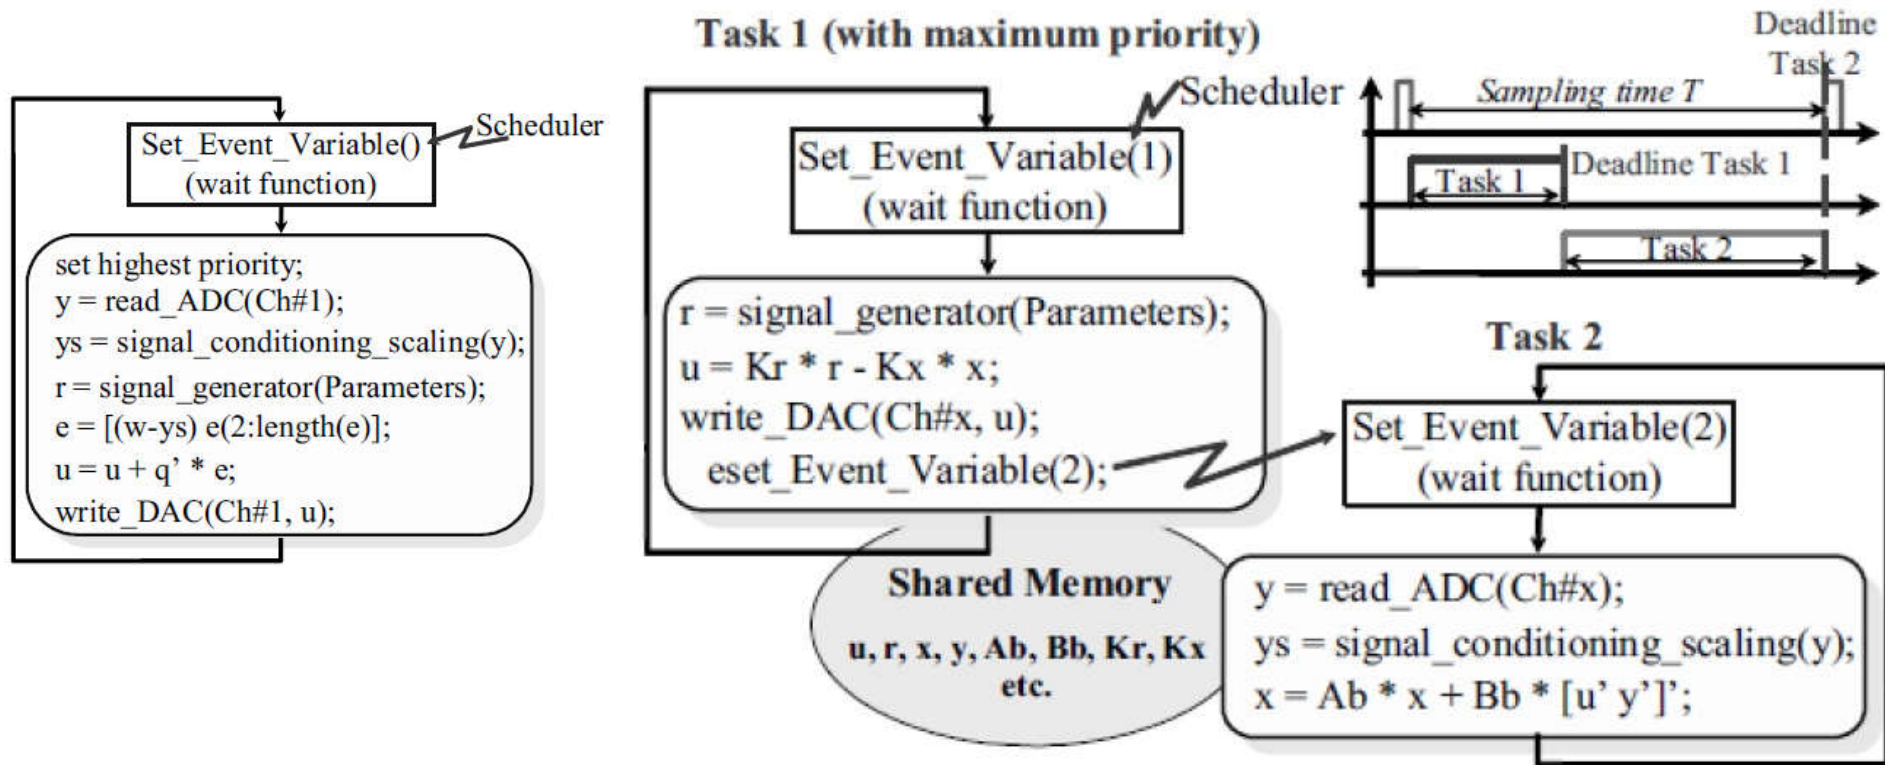 Set_Event_Variable()
(wait function)
Scheduler
set highest priority;
y = read_ADC(Ch#1);
ys = signal_conditioning_scaling(y);
r = signal_generator(Parameters);
e = [(w-ys) e(2:length(e)];
u = u + q’ * e;
write_DAC(Ch#1, u);
Task 1 (with maximum priority)
Scheduler
Set_Event_Variable(1)
(wait function)
r = signal_generator(Parameters);
u = Kr * r - Kx * x;
write_DAC(Ch#x, u);
eset_Event_Variable(2);
Shared Memory
u, r, x, y, Ab, Bb, Kr, Kx
etc.
Deadline
Task 2
Sampling time T
Deadline Task 1
Task 1
Task 2
Task 2
Set_Event_Variable(2)
(wait function)
y = read_ADC(Ch#x);
ys = signal_conditioning_scaling(y);
x = Ab * x + Bb * [u’ y’]’;